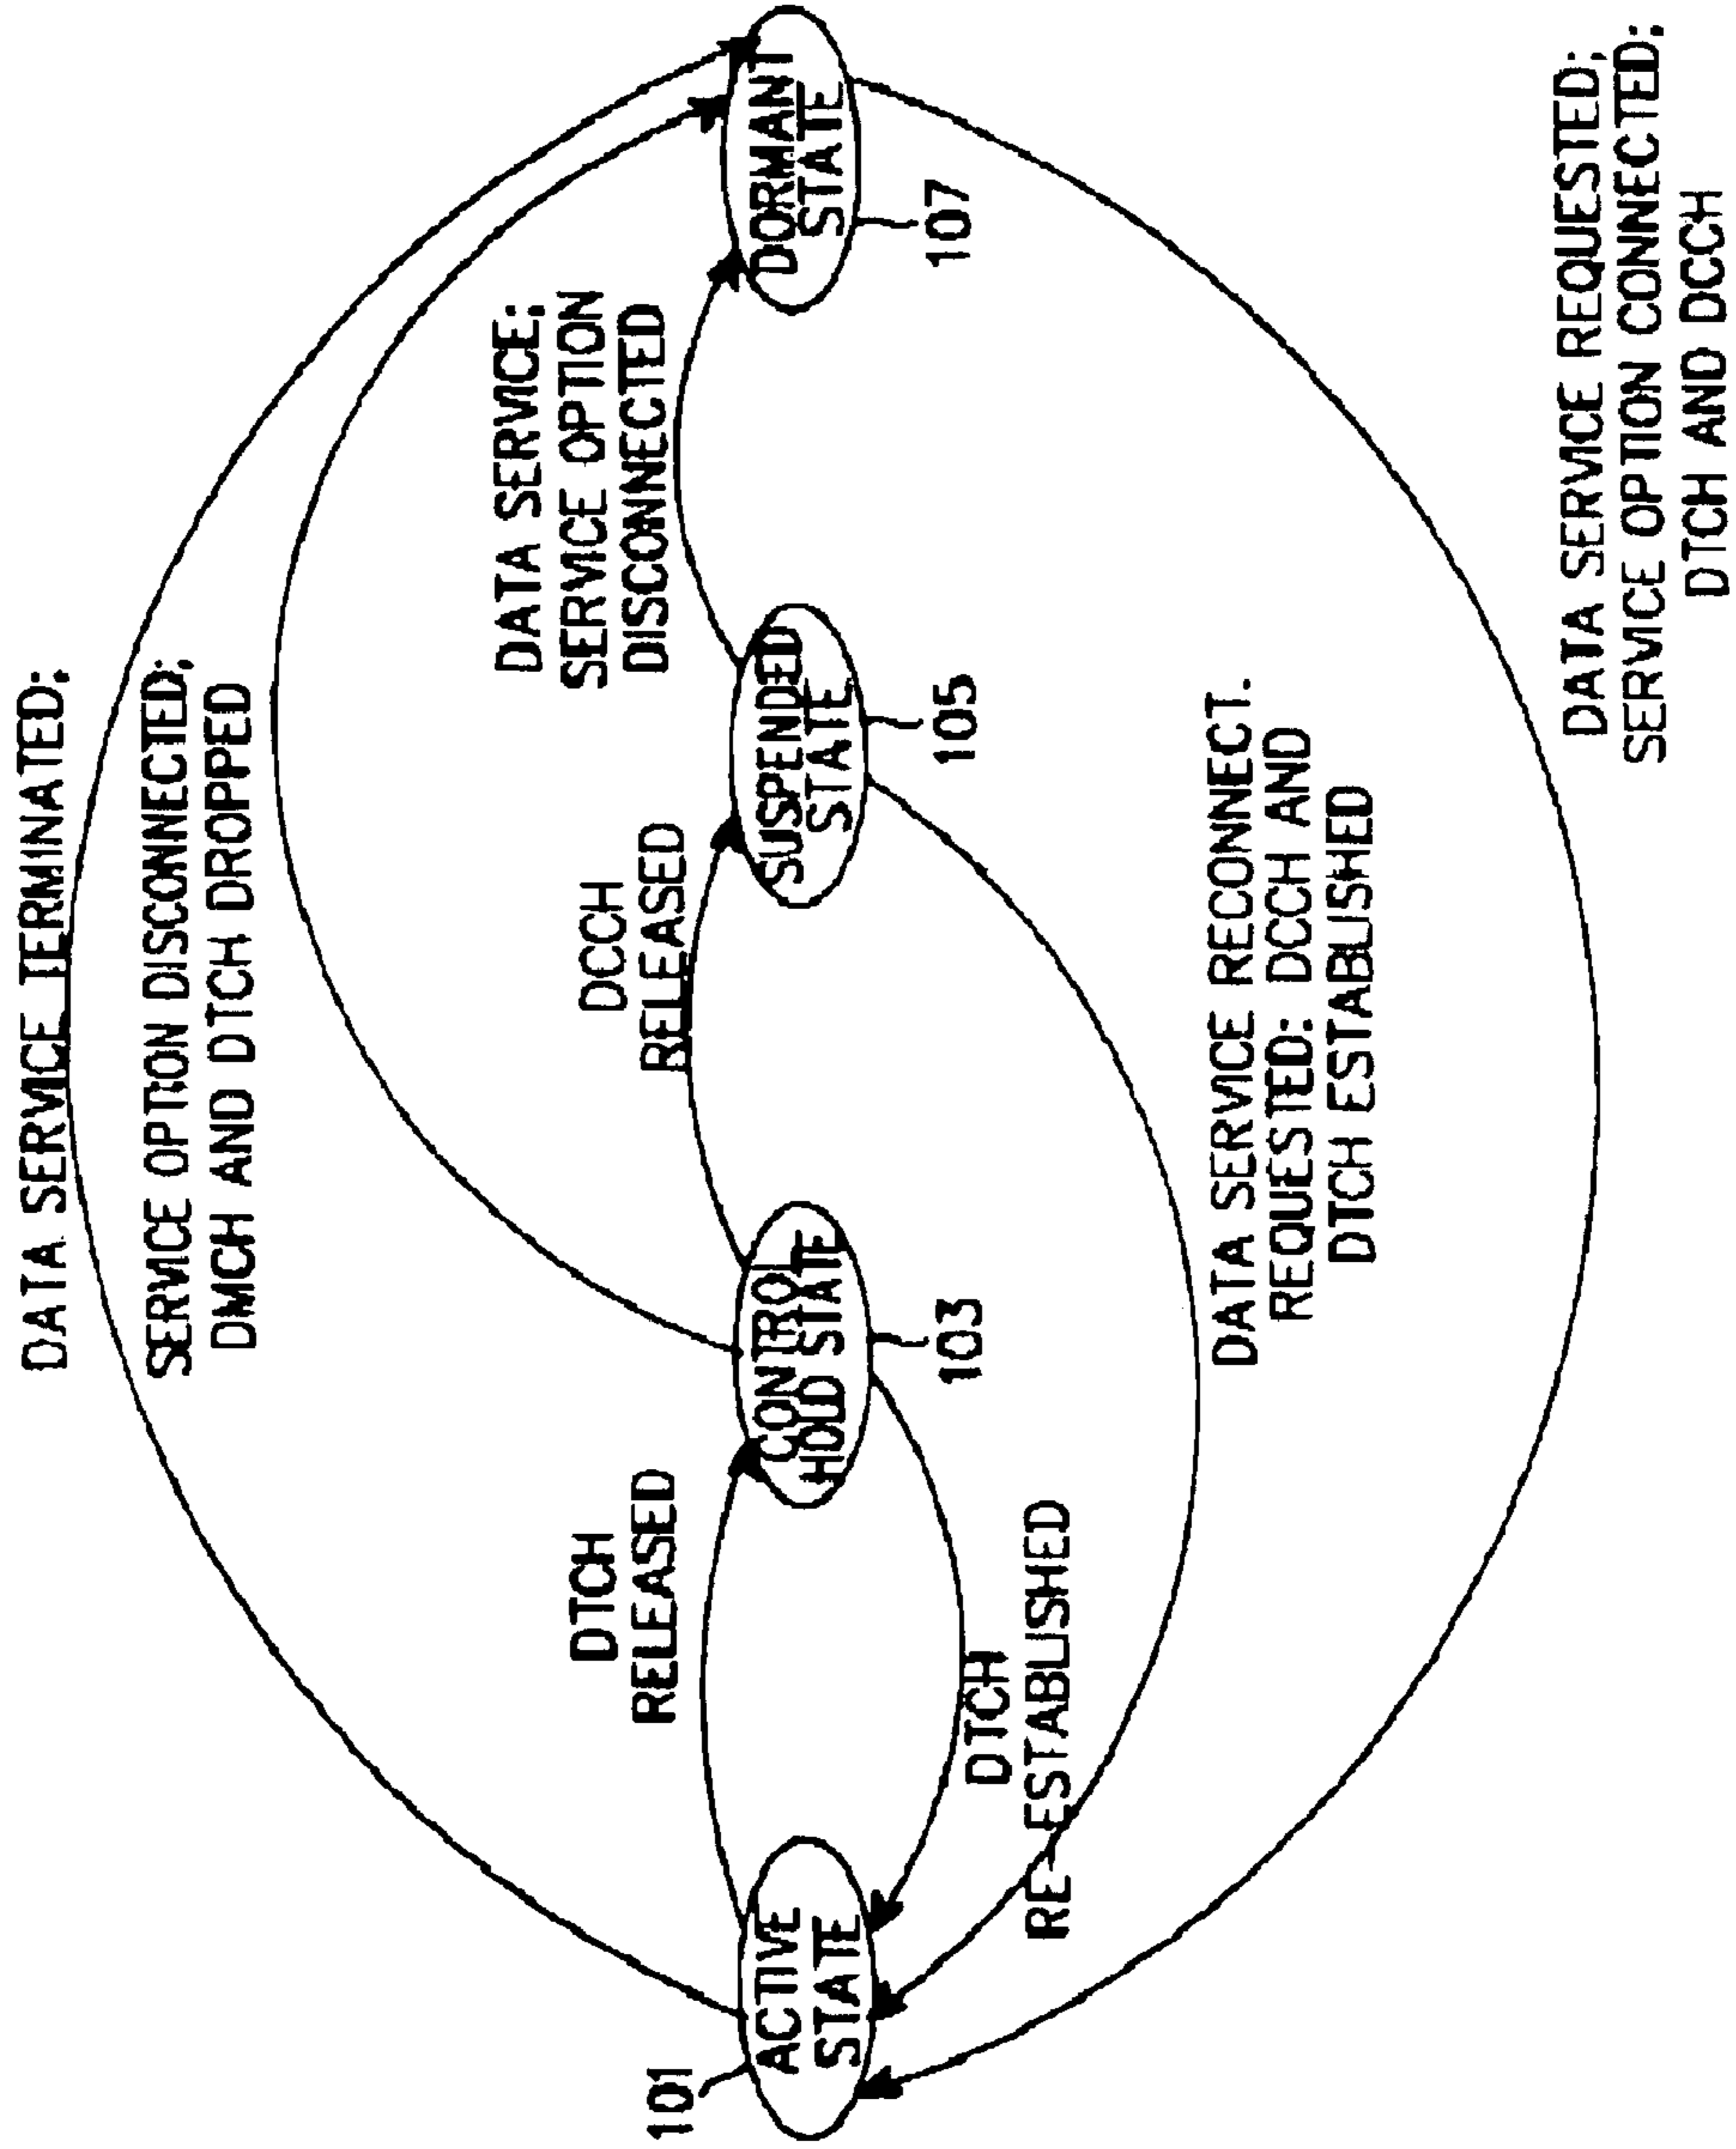 DATA SERVICE TERMINATED;
SERVICE OPTION DISCONNECTED;
DMCH AND DTCH DROPPED
DATA SERVICE;
SERVICE OPTION
DISCONNECTED
DTCH
RELEASED
DCCH
RELEASED
101
ACTIVE
STATE
CONTROL
HOLD STATE
SUSPENDED
STATE
DORMANT
STATE
103
105
107
DTCH
RE-ESTABLISHED
DATA SERVICE RECONNECT.
REQUESTED: DCCH AND
DTCH ESTABLISHED
DATA SERVICE REQUESTED;
SERVICE OPTION CONNECTED:
DTCH AND DCCH